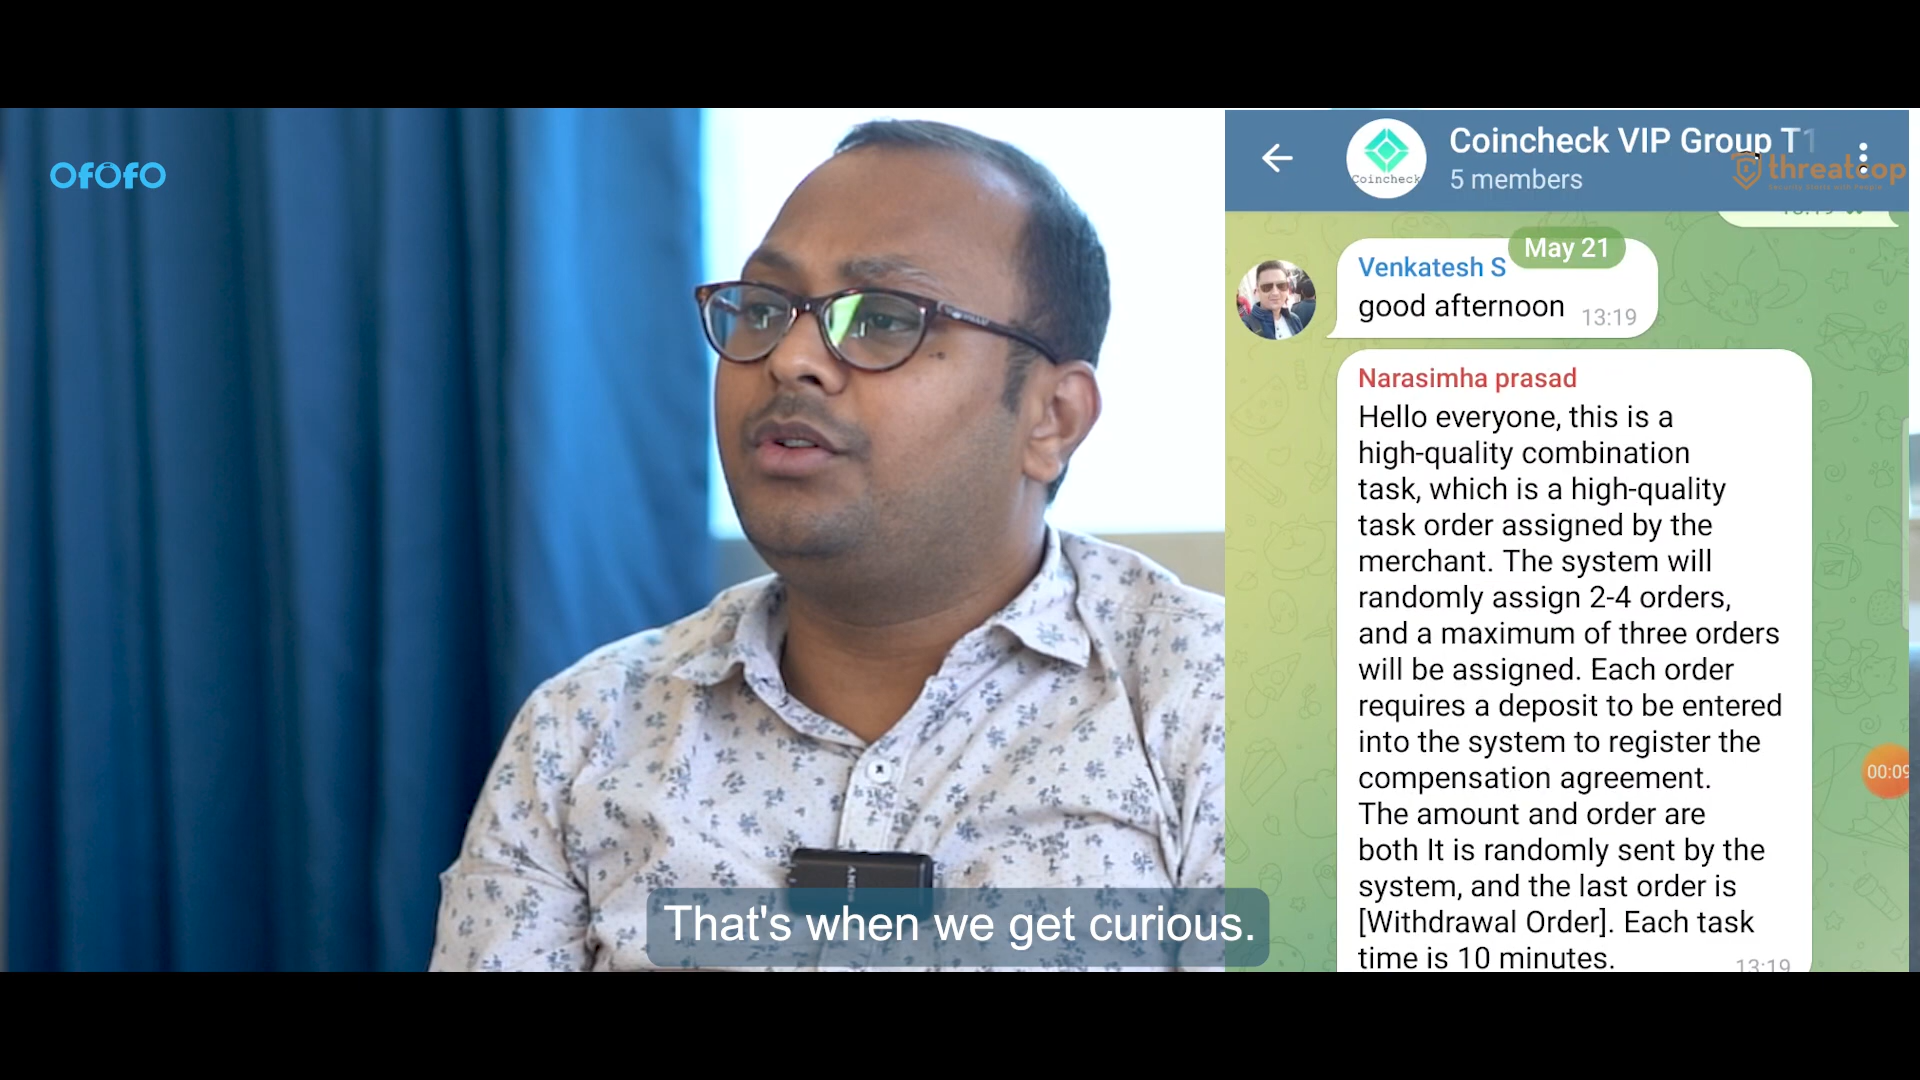 OFOFO
Coincheck VIP Group T1
5 members
threatcop
Coincheck
May 21
Venkatesh S
good afternoon
13:19
Narasimha prasad
Hello everyone, this is a
high-quality combination
task, which is a high-quality
task order assigned by the
merchant. The system will
randomly assign 2-4 orders,
and a maximum of three orders
will be assigned. Each order
requires a deposit to be entered
into the system to register the
compensation agreement.
The amount and order are
both It is randomly sent by the
system, and the last order is
[Withdrawal Order]. Each task
time is 10 minutes.
13:19
00:09
That's when we get curious.